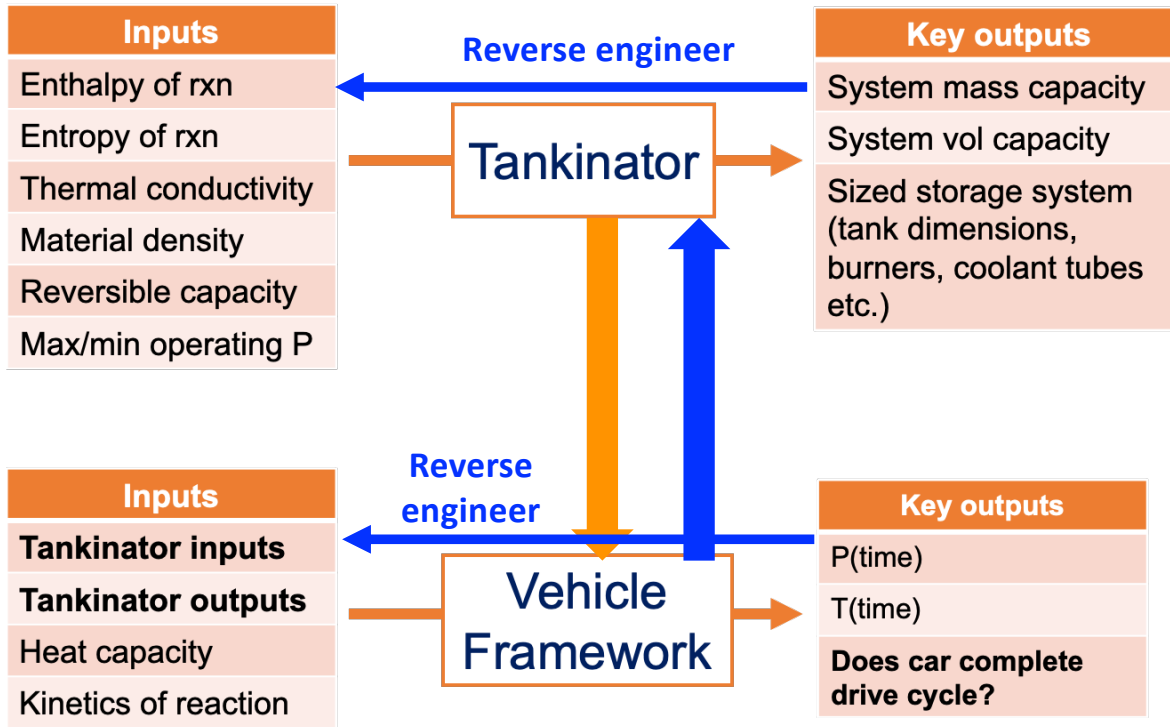 Inputs
Enthalpy of rxn
Entropy of rxn
Thermal conductivity
Material density
Reversible capacity
Max/min operating P
Reverse engineer
Tankinator
Key outputs
System mass capacity
System vol capacity
Sized storage system
(tank dimensions,
burners, coolant tubes
etc.)
Inputs
Tankinator inputs
Tankinator outputs
Heat capacity
Kinetics of reaction
Reverse
engineer
Vehicle
Framework
Key outputs
P(time)
T(time)
Does car complete
drive cycle?